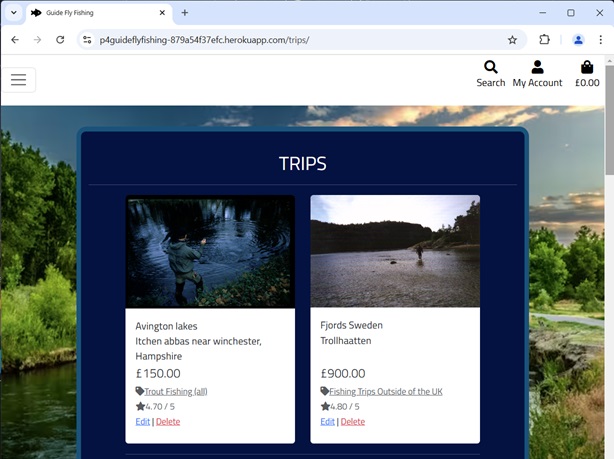 Guide Fly Fishing
p4guideflyfishing-879a54f37efc.herokuapp.com/trips/
Search My Account £0.00
TRIPS
Avington lakes
Itchen abbas near winchester,
Hampshire
£150.00
Trout Fishing (all)
4.70 / 5
Edit | Delete
Fjords Sweden
Trollhaatten
£900.00
Fishing Trips Outside of the UK
4.80 / 5
Edit | Delete